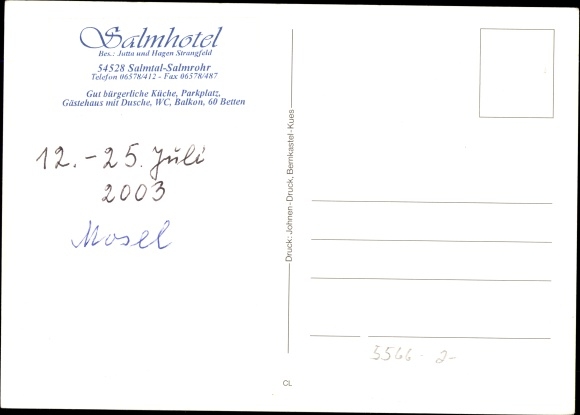 Salmhotel
Bes.: Jutta und Hagen Strangfeld
54528 Salmtal-Salmrohr
Telefon 06578/412 - Fax 06578/487
Gut bürgerliche Küche, Parkplatz,
Gästehaus mit Dusche, WC, Balkon, 60 Betten
12. - 25. Juli
2003
Mosel
Druck: Johnen-Druck, Bernkastel-Kues
5566 - 2-
CL